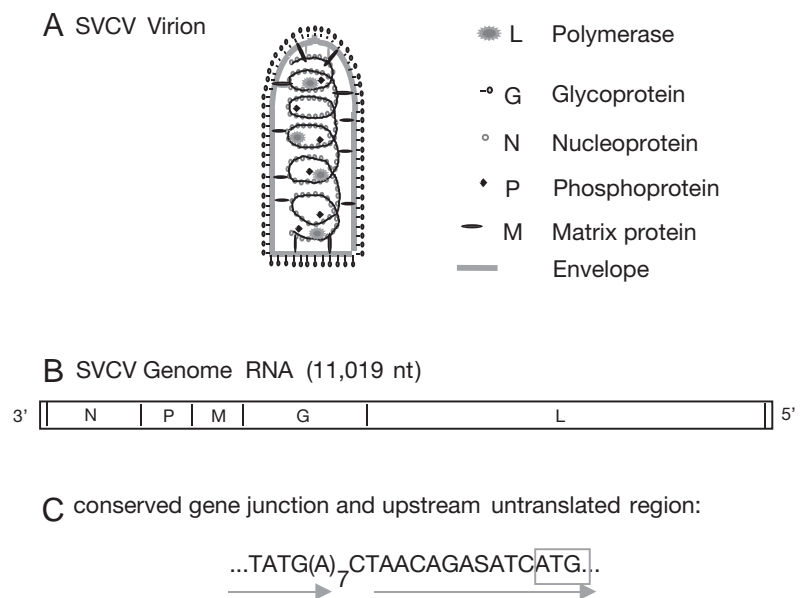 A SVCV Virion
L Polymerase
G Glycoprotein
N Nucleoprotein
P Phosphoprotein
M Matrix protein
Envelope
B SVCV Genome RNA (11,019 nt)
3’ N P M G L 5’
C conserved gene junction and upstream untranslated region:
...TATG(A)7CTAACAGASATCATG...